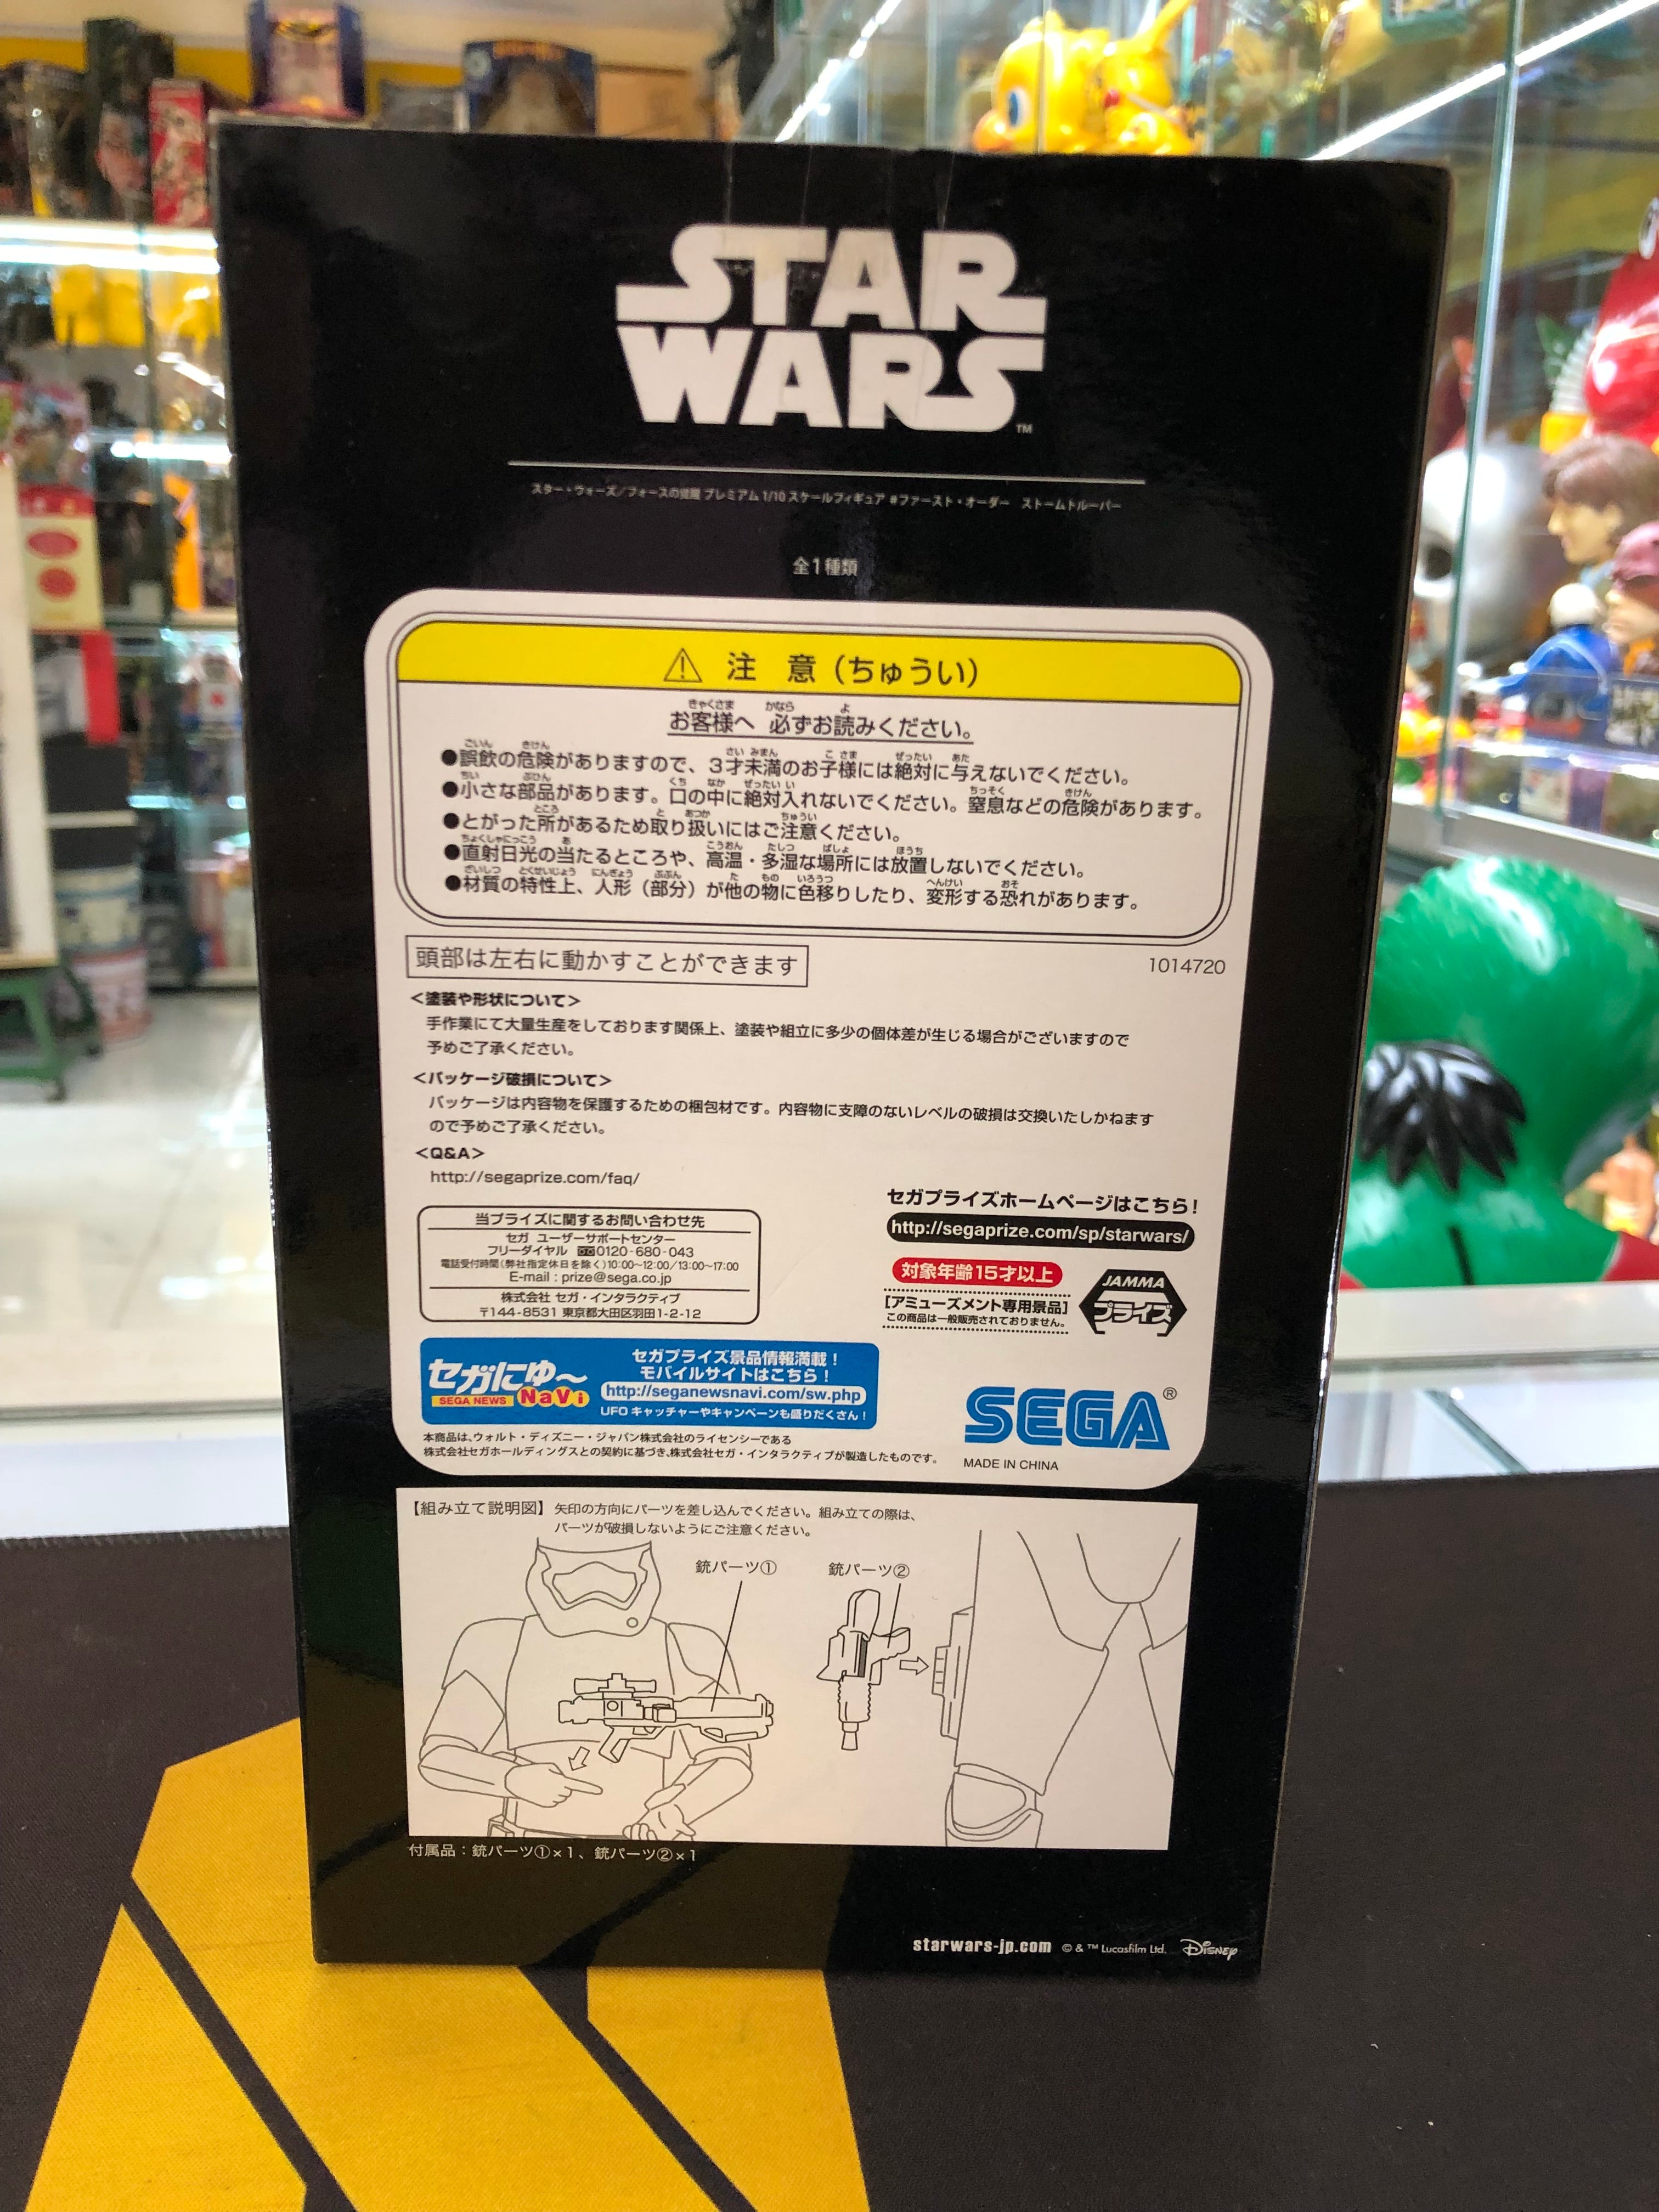 STAR
WARS
TM
スター・ウォーズ/フォースの覚醒 プレミアム 1/10 スケールフィギュア #ファースト・オーダー ストームトルーパー
全1種類
注 意(ちゅうい)
お客様へ 必ずお読みください。
●誤飲の危険がありますので、3才未満のお子様には絶対に与えないでください。
●小さな部品があります。口の中に絶対入れないでください。窒息などの危険があります。
●とがった所があるため取り扱いにはご注意ください。
●直射日光の当たるところや、高温・多湿な場所には放置しないでください。
●材質の特性上、人形(部分)が他の物に色移りしたり、変形する恐れがあります。
頭部は左右に動かすことができます
1014720
<塗装や形状について>
手作業にて大量生産をしております関係上、塗装や組立に多少の個体差が生じる場合がございますので
予めご了承ください。
<パッケージ破損について>
パッケージは内容物を保護するための梱包材です。内容物に支障のないレベルの破損は交換いたしかねます
ので予めご了承ください。
<Q&A>
http://segaprize.com/faq/
当プライズに関するお問い合わせ先
セガ ユーザーサポートセンター
フリーダイヤル 0120-680-043
電話受付時間(弊社指定休日を除く)10:00~12:00/13:00~17:00
E-mail : prize@sega.co.jp
株式会社 セガ・インタラクティブ
〒144-8531 東京都大田区羽田1-2-12
セガプライズホームページはこちら!
http://segaprize.com/sp/starwars/
対象年齢15才以上
[アミューズメント専用景品]
この商品は一般販売されておりません。
JAMMA
プライズ
セガにゅ~
SEGA NEWS NaVi
セガプライズ景品情報満載!
モバイルサイトはこちら!
http://seganewsnavi.com/sw.php
UFO キャッチャーやキャンペーンも盛りだくさん!
SEGA®
MADE IN CHINA
本商品は、ウォルト・ディズニー・ジャパン株式会社のライセンシーである
株式会社セガホールディングスとの契約に基づき、株式会社セガ・インタラクティブが製造したものです。
【組み立て説明図】矢印の方向にパーツを差し込んでください。組み立ての際は、
パーツが破損しないようにご注意ください。
銃パーツ①
銃パーツ②
付属品:銃パーツ①×1、銃パーツ②×1
starwars-jp.com © & ™ Lucasfilm Ltd. Disney